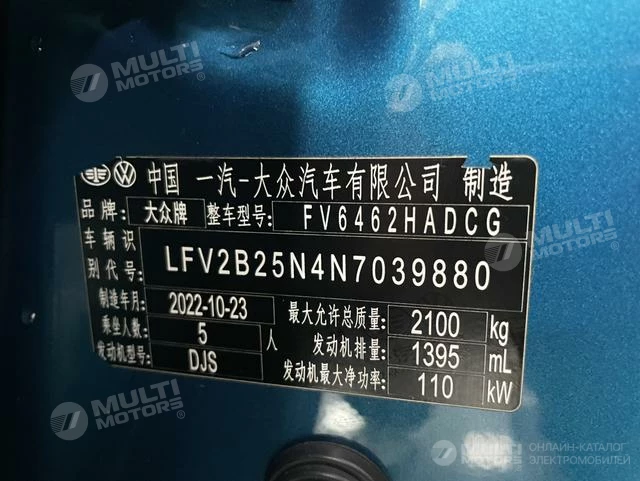 MULTI MOTORS®
MULTI MOTORS®
中国 一汽-大众汽车有限公司 制造
品牌: 大众牌 整车型号: FV6462HADCG
车辆识别代号: LFV2B25N4N7039880
制造年月: 2022-10-23 最大允许总质量: 2100 kg
乘坐人数: 5 人 发动机排量: 1395 mL
发动机型号: DJS 发动机最大净功率: 110 kW
MULTI MOTORS®
MULTI MOTORS
ОНЛАЙН-КАТАЛОГ ЭЛЕКТРОМОБИЛЕЙ